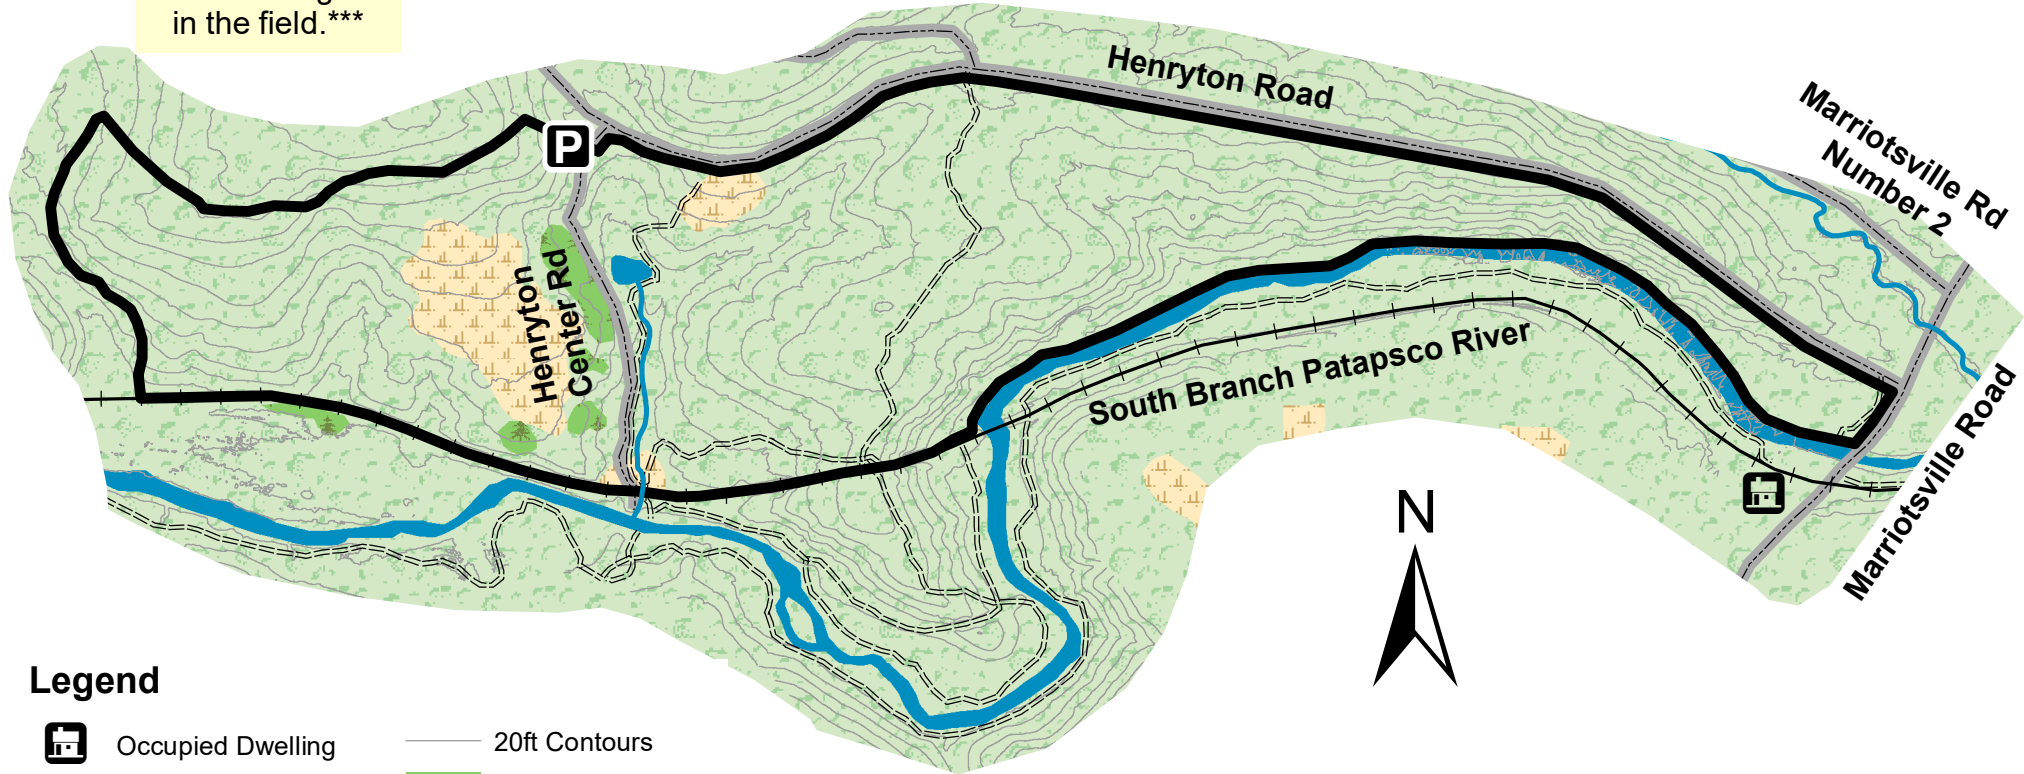 in the field.***
Henryton Road
Marriotsville Rd
Number 2
P
Henryton
Center Rd
South Branch Patapsco River
Marriotsville Road
N
Legend
Occupied Dwelling
20ft Contours